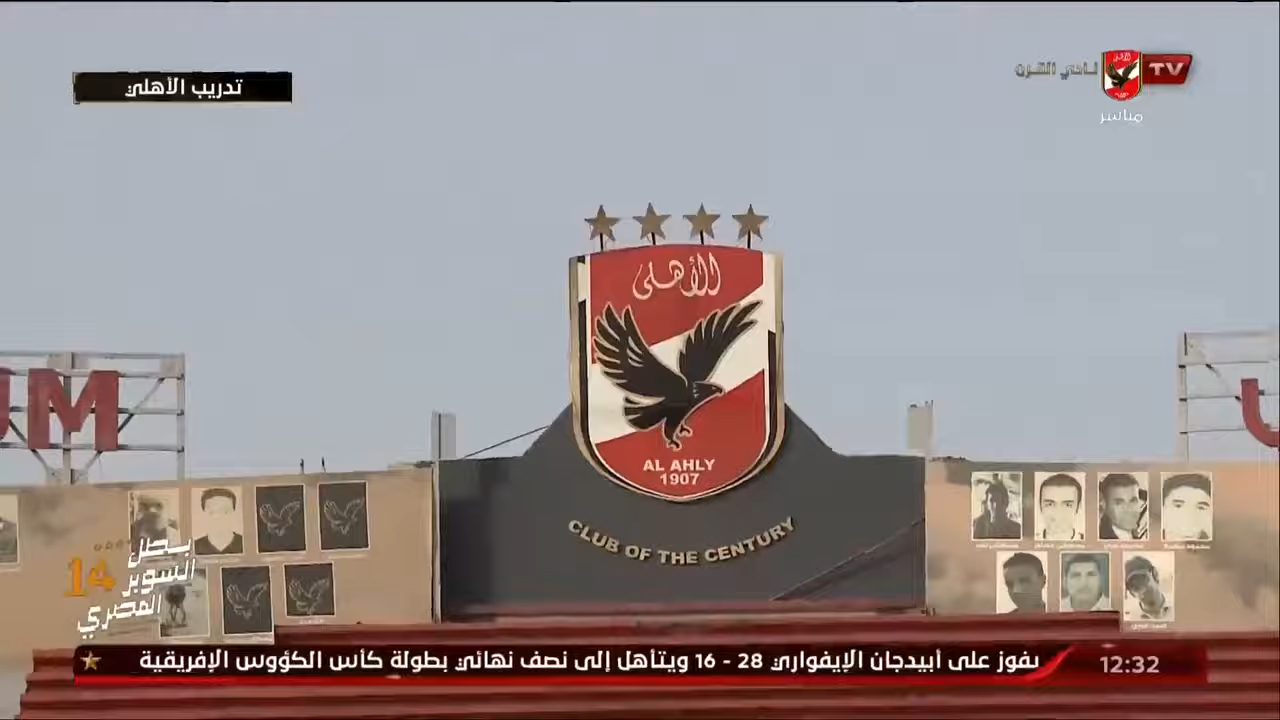 تدريب الأهلي
نادي القرن
TV
مباشر
الأهلى
AL AHLY
1907
CLUB OF THE CENTURY
UM
بطل
السوبر 14
المصري
يفوز على أبيدجان الإيفواري 28 - 16 ويتأهل إلى نصف نهائي بطولة كأس الكؤوس الإفريقية
12:32